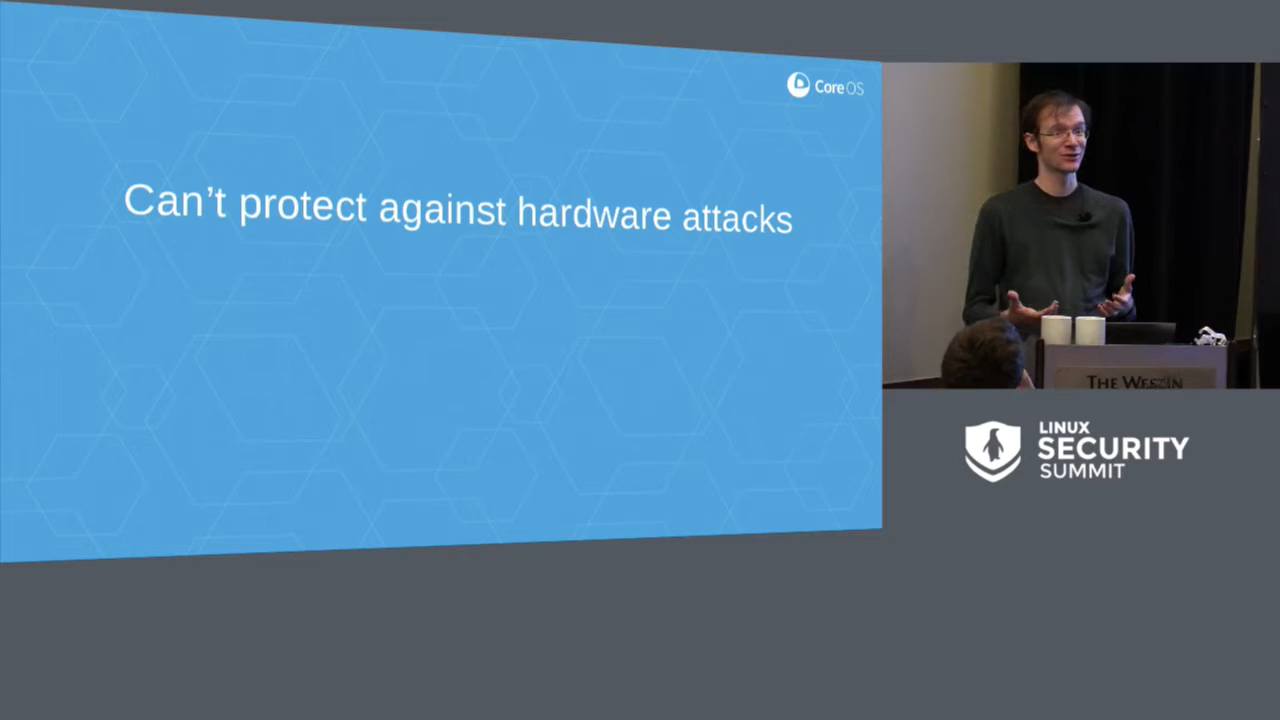 CoreOS
Can't protect against hardware attacks
THE WESTIN
LINUX
SECURITY
SUMMIT